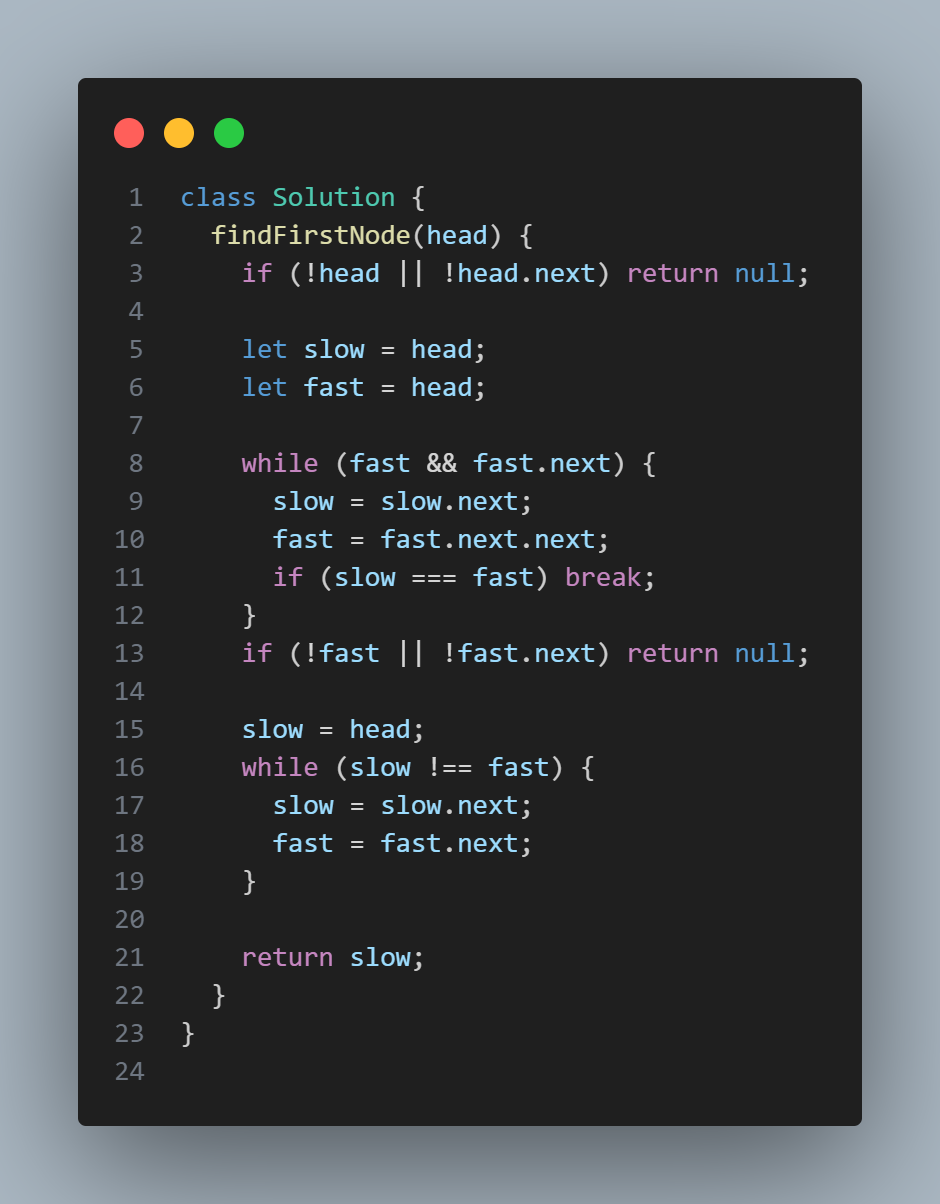 1 class Solution {
2   findFirstNode(head) {
3     if (!head || !head.next) return null;
4
5     let slow = head;
6     let fast = head;
7
8     while (fast && fast.next) {
9       slow = slow.next;
10       fast = fast.next.next;
11       if (slow === fast) break;
12     }
13     if (!fast || !fast.next) return null;
14
15     slow = head;
16     while (slow !== fast) {
17       slow = slow.next;
18       fast = fast.next;
19     }
20
21     return slow;
22   }
23 }
24